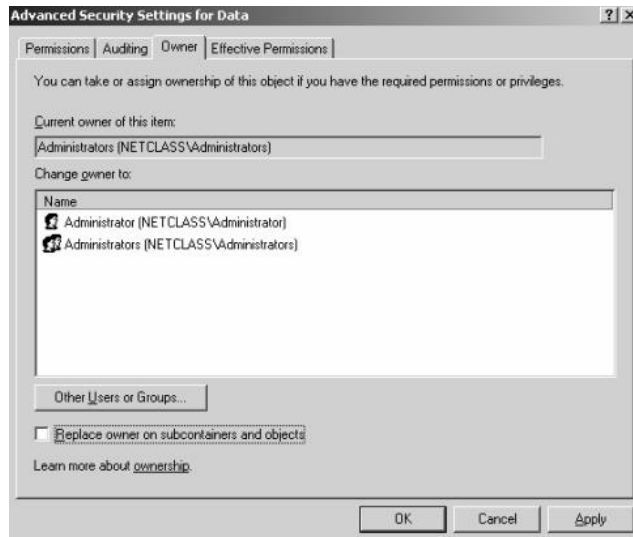 Advanced Security Settings for Data
Permissions Auditing Owner Effective Permissions
You can take or assign ownership of this object if you have the required permissions or privileges.
Current owner of this item:
Administrators (NETCLASS\Administrators)
Change owner to:
Name
Administrator (NETCLASS\Administrator)
Administrators (NETCLASS\Administrators)
Other Users or Groups...
Replace owner on subcontainers and objects
Learn more about ownership.
OK Cancel Apply